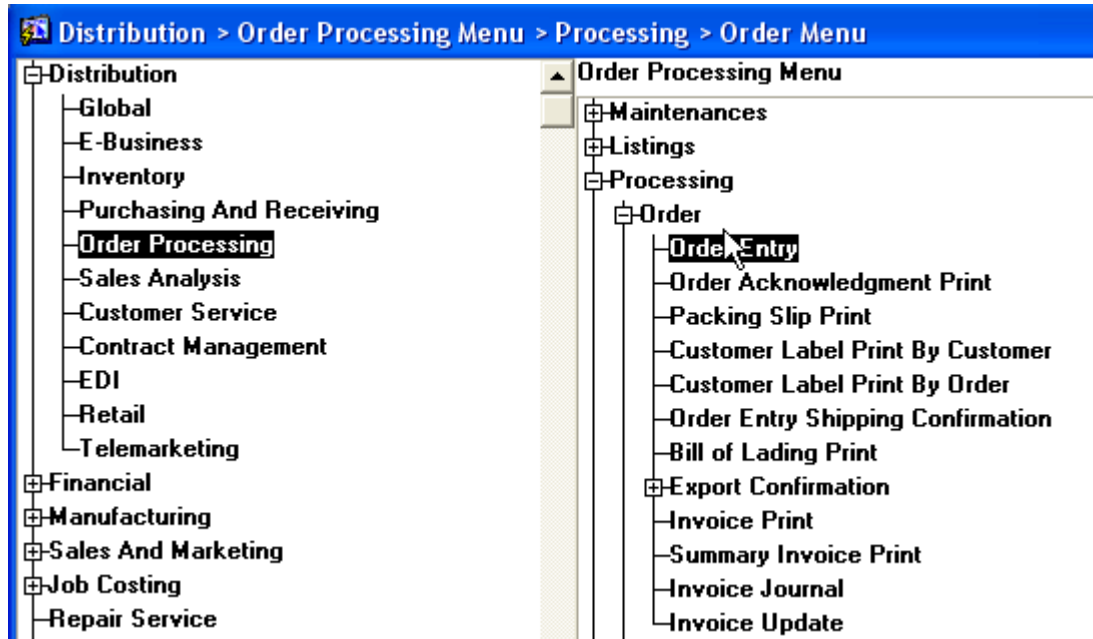 Distribution > Order Processing Menu > Processing > Order Menu
Distribution
Global
E-Business
Inventory
Purchasing And Receiving
Order Processing
Sales Analysis
Customer Service
Contract Management
EDI
Retail
Telemarketing
Financial
Manufacturing
Sales And Marketing
Job Costing
Repair Service
Order Processing Menu
Maintenances
Listings
Processing
Order
Order Entry
Order Acknowledgment Print
Packing Slip Print
Customer Label Print By Customer
Customer Label Print By Order
Order Entry Shipping Confirmation
Bill of Lading Print
Export Confirmation
Invoice Print
Summary Invoice Print
Invoice Journal
Invoice Update